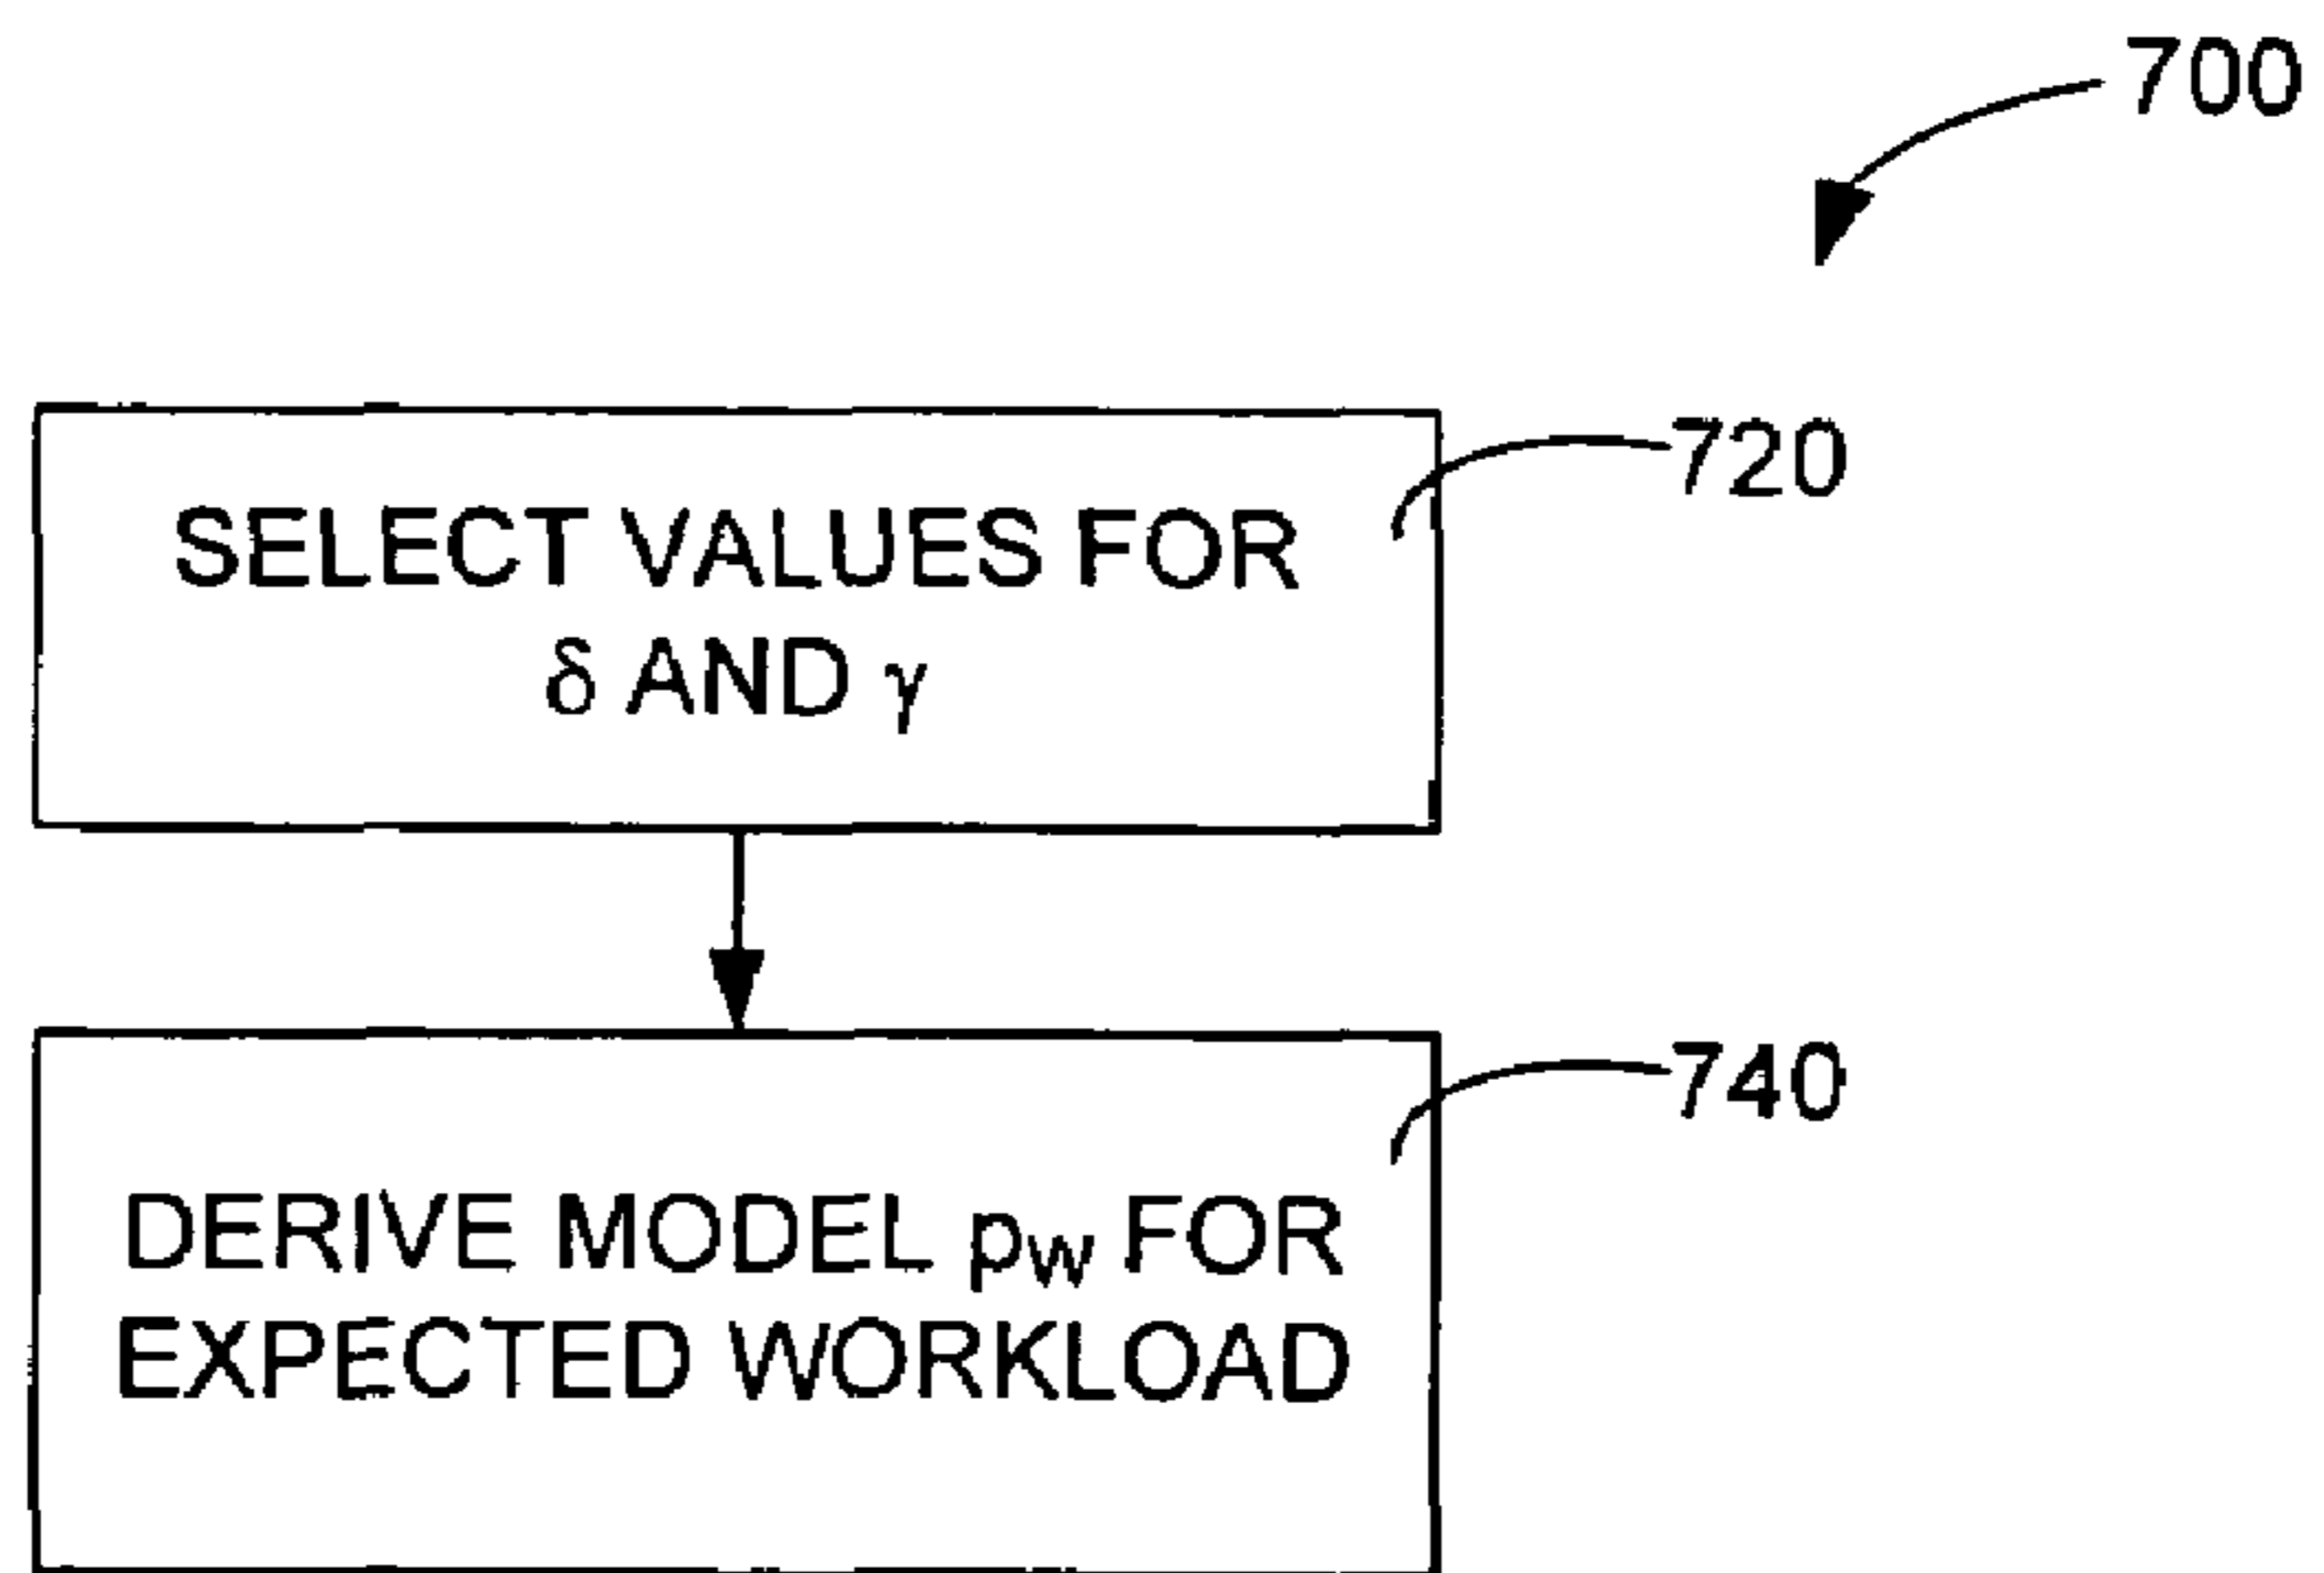 700
720
SELECT VALUES FOR
δ AND γ
740
DERIVE MODEL pw FOR
EXPECTED WORKLOAD